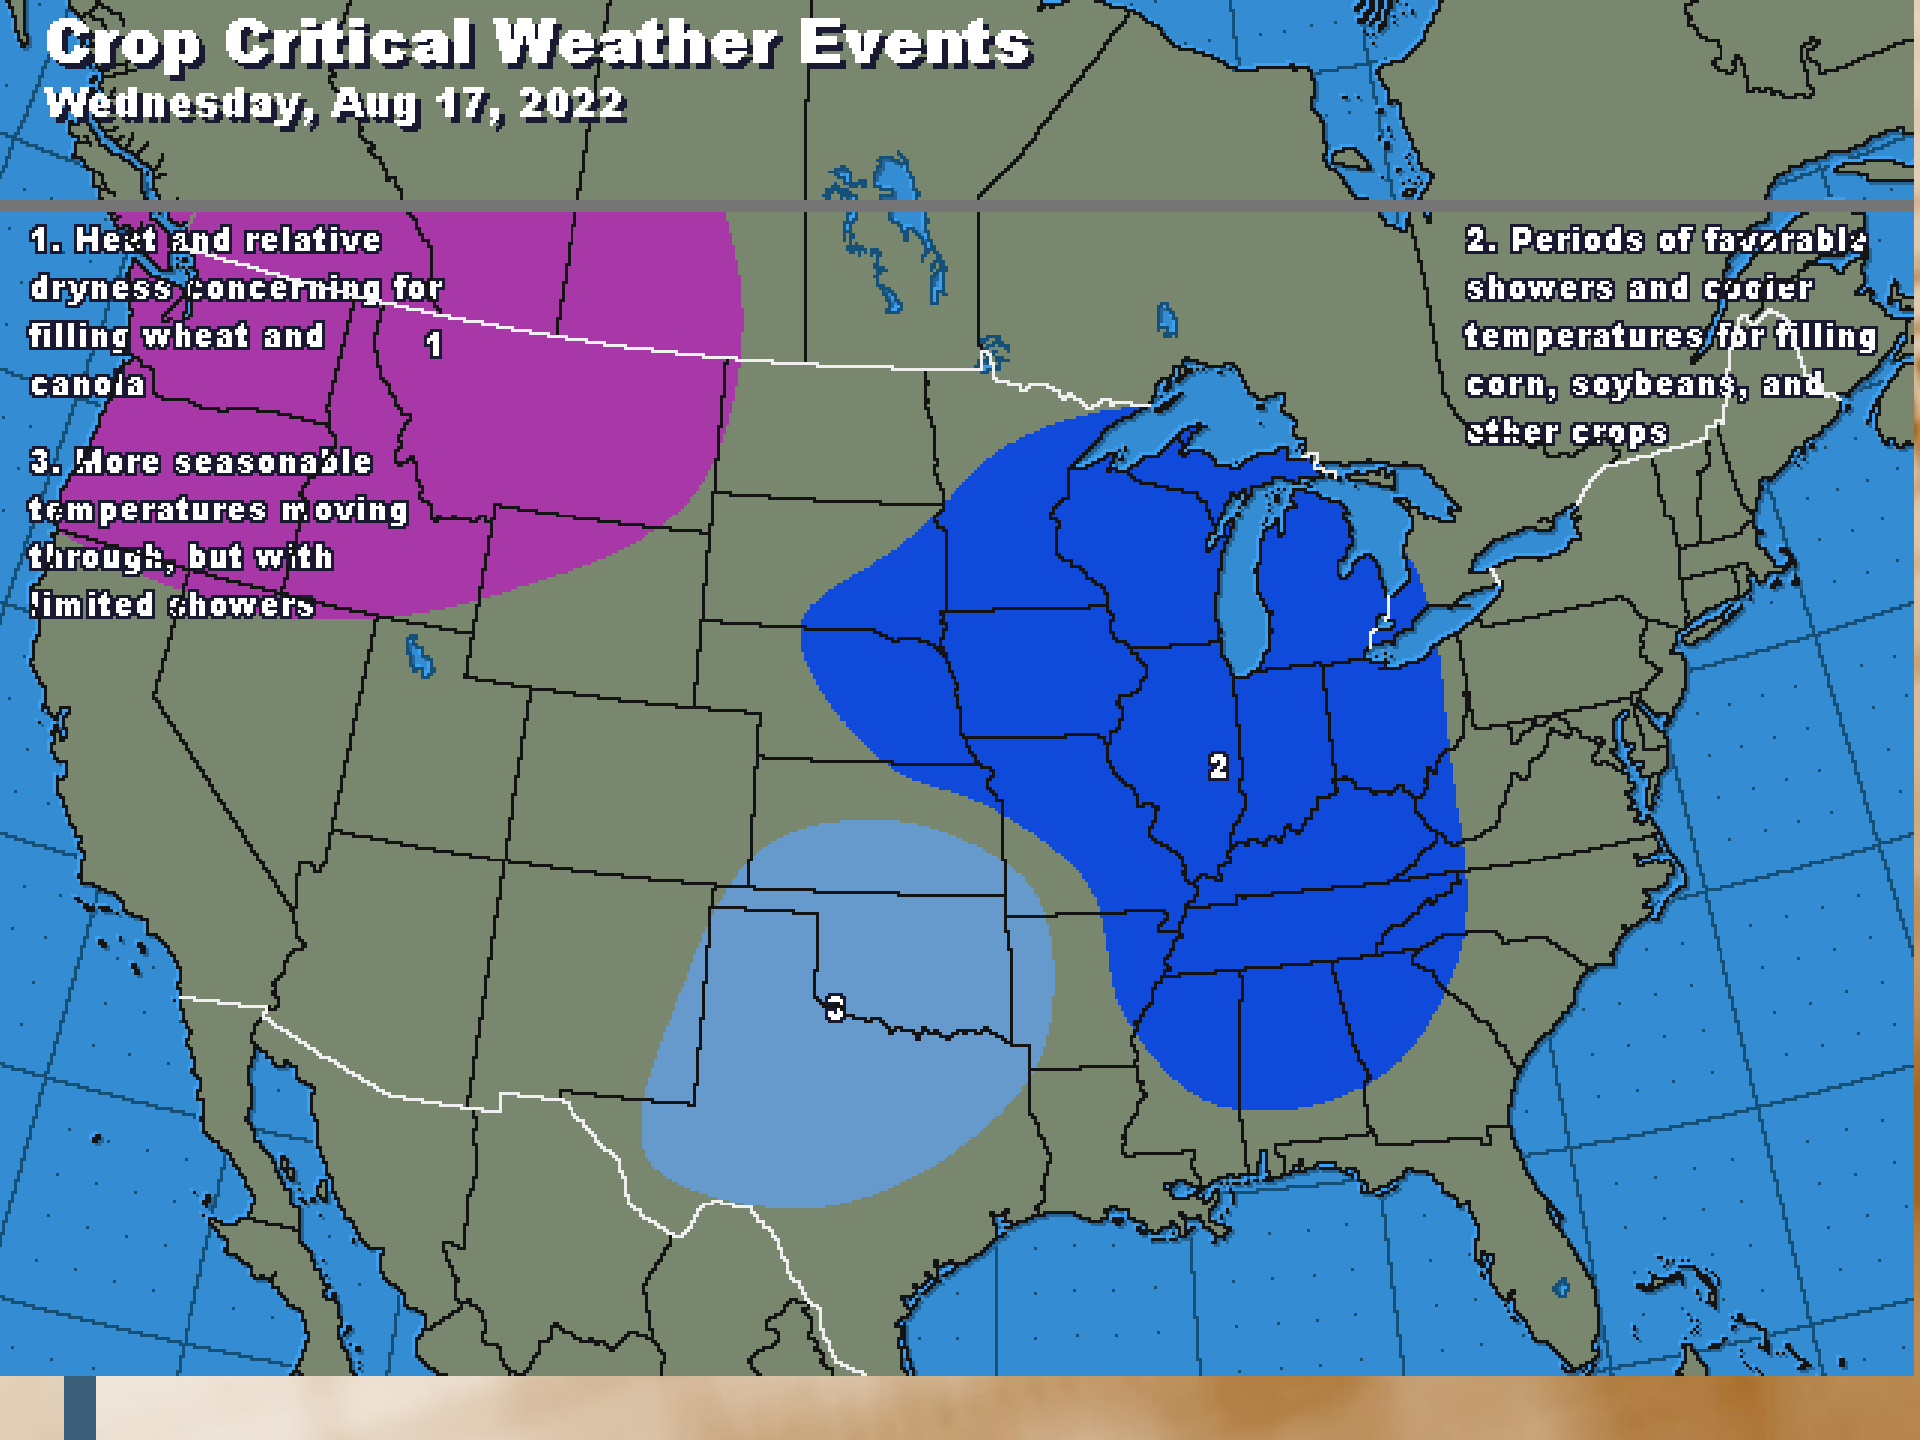 Crop Critical Weather Events
Wednesday, Aug 17, 2022
1. Heat and relative
dryness concerning for
filling wheat and
canola
1
3. More seasonable
temperatures moving
through, but with
limited showers
2. Periods of favorable
showers and cooler
temperatures for filling
corn, soybeans, and
other crops
2
3